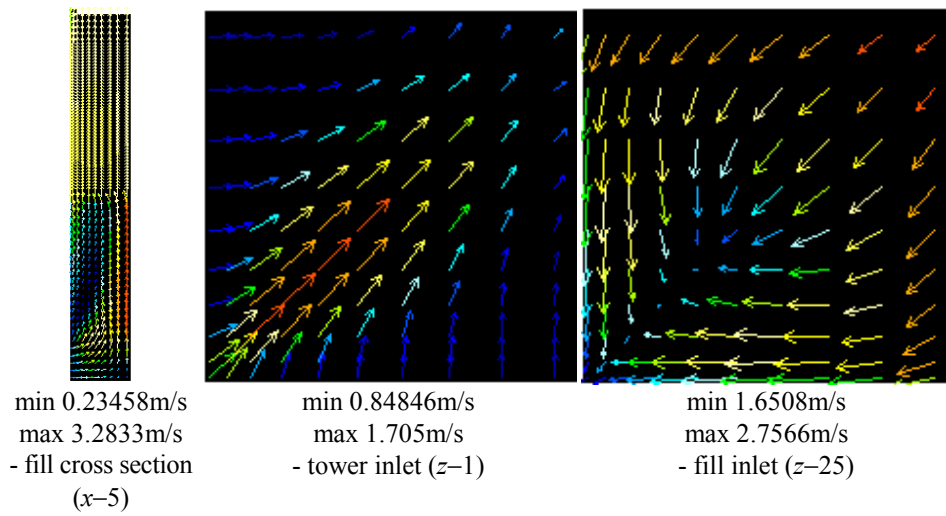 min 0.23458m/s
max 3.2833m/s
- fill cross section
(x–5)
min 0.84846m/s
max 1.705m/s
- tower inlet (z–1)
min 1.6508m/s
max 2.7566m/s
- fill inlet (z–25)